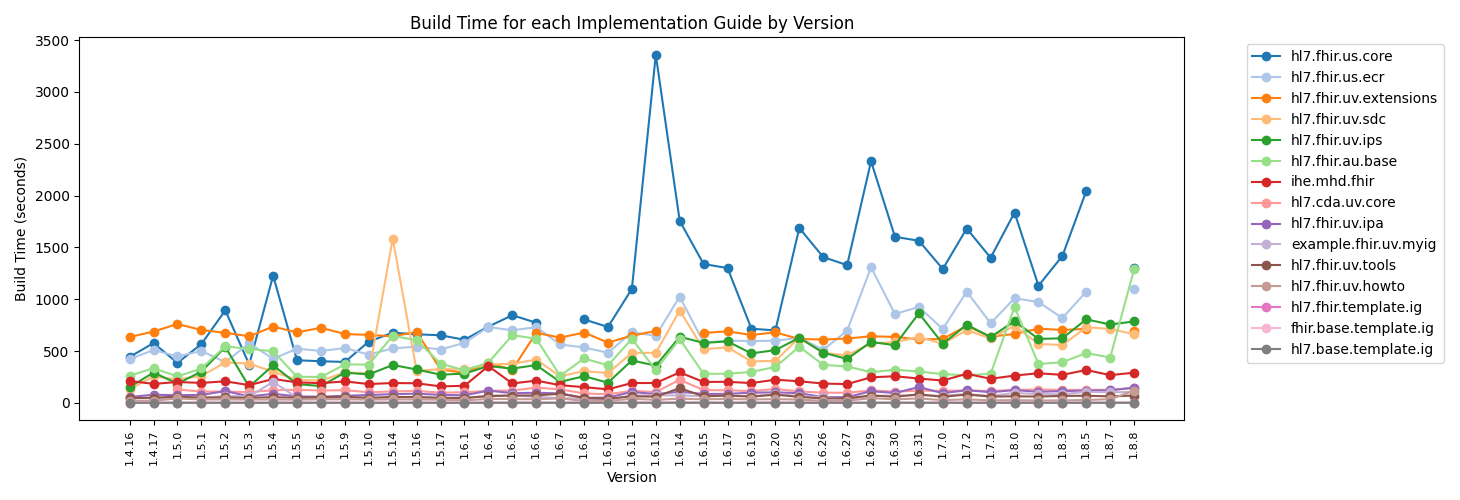 Build Time for each Implementation Guide by Version
Build Time (seconds)
3500
3000
2500
2000
1500
1000
500
0
1.4.16
1.4.17
1.5.0
1.5.1
1.5.2
1.5.3
1.5.4
1.5.5
1.5.6
1.5.9
1.5.10
1.5.14
1.5.16
1.5.17
1.6.1
1.6.4
1.6.5
1.6.6
1.6.7
1.6.8
1.6.10
1.6.11
1.6.12
1.6.14
1.6.15
1.6.17
1.6.19
1.6.20
1.6.25
1.6.26
1.6.27
1.6.29
1.6.30
1.6.31
1.7.0
1.7.2
1.7.3
1.8.0
1.8.2
1.8.3
1.8.5
1.8.7
1.8.8
Version
hl7.fhir.us.core
hl7.fhir.us.ecr
hl7.fhir.uv.extensions
hl7.fhir.uv.sdc
hl7.fhir.uv.ips
hl7.fhir.au.base
ihe.mhd.fhir
hl7.cda.uv.core
hl7.fhir.uv.ipa
example.fhir.uv.myig
hl7.fhir.uv.tools
hl7.fhir.uv.howto
hl7.fhir.template.ig
fhir.base.template.ig
hl7.base.template.ig